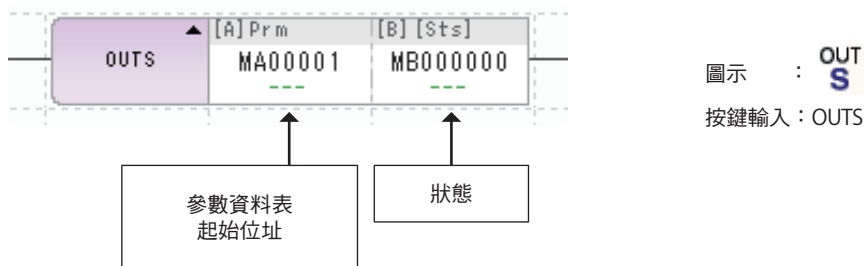 OUTS
[A]Prm
[B][Sts]
MA00001
MB000000
---
---
參數資料表
起始位址
狀態
圖示 : OUT
S
按鍵輸入：OUTS